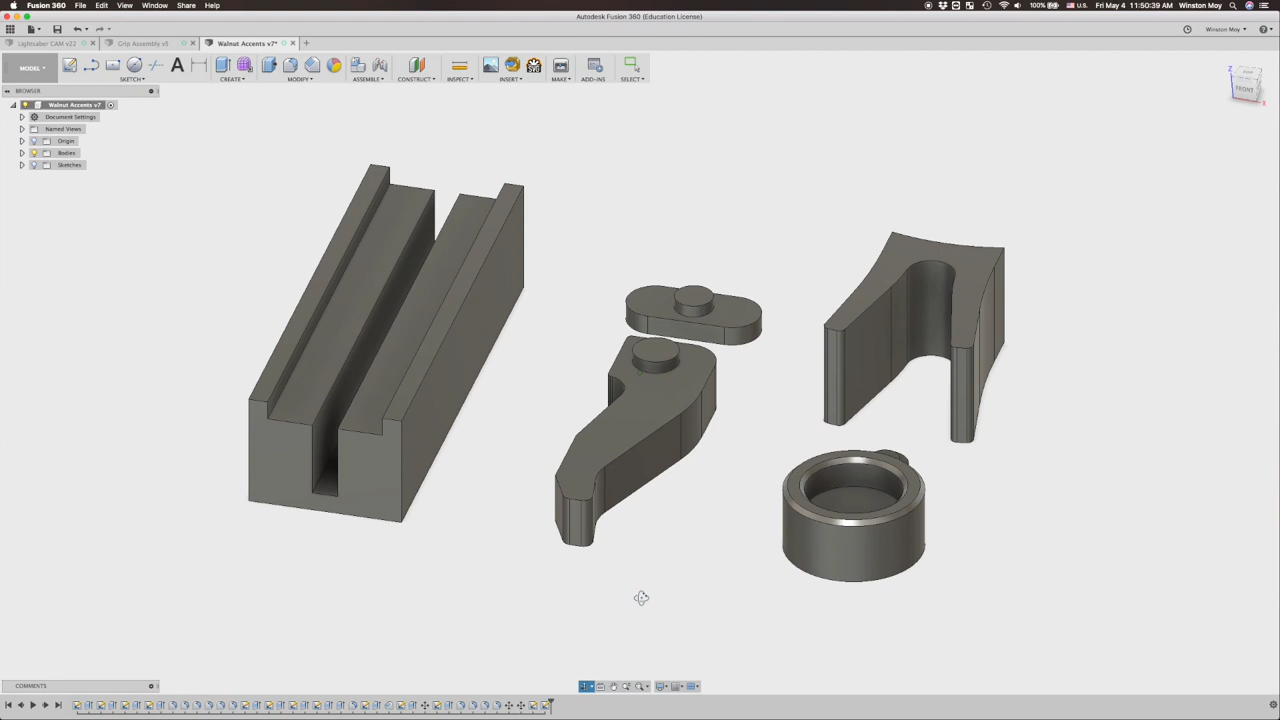 Fusion 360 File Edit View Window Share Help
100% U.S. Fri May 4 11:50:39 AM Winston Moy
Autodesk Fusion 360 (Education License)
Lightsaber CAM v22 Grip Assembly v5 Walnut Accents v7*
Winston Moy
MODEL
SKETCH CREATE MODIFY ASSEMBLE CONSTRUCT INSPECT INSERT MAKE ADD-INS SELECT
BROWSER
Walnut Accents v7
Document Settings
Named Views
Origin
Bodies
Sketches
Z
FRONT
X
COMMENTS